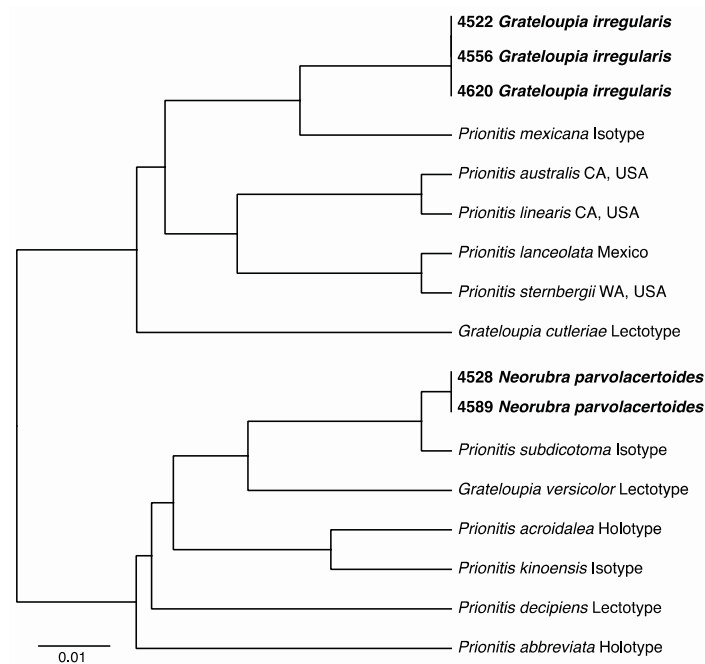 4522 Grateloupia irregularis
4556 Grateloupia irregularis
4620 Grateloupia irregularis
Prionitis mexicana Isotype
Prionitis australis CA, USA
Prionitis linearis CA, USA
Prionitis lanceolata Mexico
Prionitis sternbergii WA, USA
Grateloupia cutleriae Lectotype
4528 Neorubra parvolacertoides
4589 Neorubra parvolacertoides
Prionitis subdicotoma Isotype
Grateloupia versicolor Lectotype
Prionitis acroidalea Holotype
Prionitis kinoensis Isotype
Prionitis decipiens Lectotype
Prionitis abbreviata Holotype
0.01